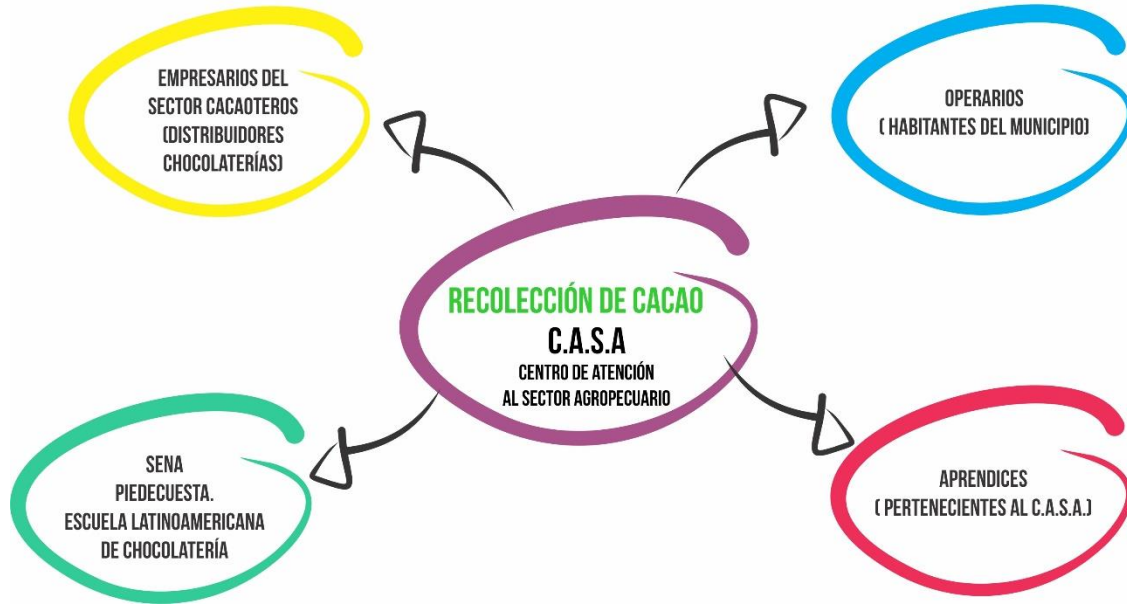 EMPRESARIOS DEL
SECTOR CACAOTEROS
(DISTRIBUIDORES
CHOCOLATERÍAS)
OPERARIOS
( HABITANTES DEL MUNICIPIO)
RECOLECCIÓN DE CACAO
C.A.S.A
CENTRO DE ATENCIÓN
AL SECTOR AGROPECUARIO
SENA
PIEDECUESTA.
ESCUELA LATINOAMERICANA
DE CHOCOLATERÍA
APRENDICES
( PERTENECIENTES AL C.A.S.A.)